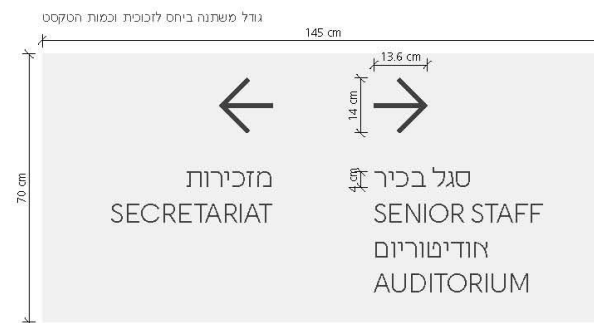 גודל משתנה ביחס לזכוכית וכמות הטקסט
145 cm
13.6 cm
14 cm
70 cm
4 cm
מזכירות
SECRETARIAT
סגל בכיר
SENIOR STAFF
אודיטוריום
AUDITORIUM